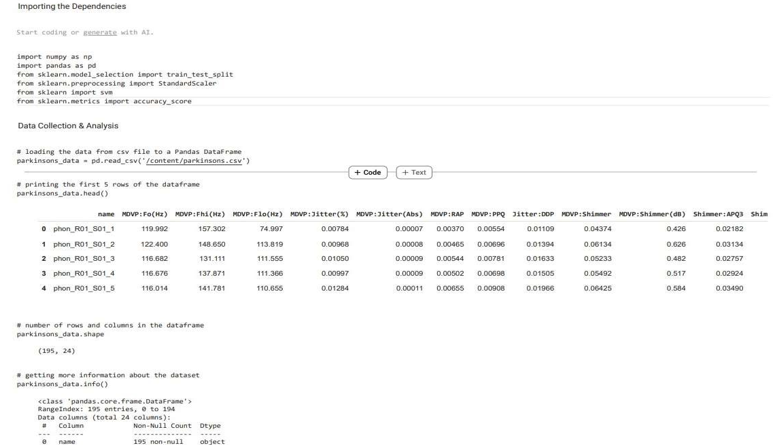 Importing the Dependencies
Start coding or generate with AI.
import numpy as np
import pandas as pd
from sklearn.model_selection import train_test_split
from sklearn.preprocessing import StandardScaler
from sklearn import svm
from sklearn.metrics import accuracy_score
Data Collection & Analysis
# loading the data from csv file to a Pandas DataFrame
parkinsons_data = pd.read_csv('/content/parkinsons.csv')
+ Code + Text
# printing the first 5 rows of the dataframe
parkinsons_data.head()
name MDVP:Fo(Hz) MDVP:Fhi(Hz) MDVP:Flo(Hz) MDVP:Jitter(%) MDVP:Jitter(Abs) MDVP:RAP MDVP:PPQ Jitter:DDP MDVP:Shimmer MDVP:Shimmer(dB) Shimmer:APQ3 Shim
0 phon_R01_S01_1 119.992 157.302 74.997 0.00784 0.00007 0.00370 0.00554 0.01109 0.04374 0.426 0.02182
1 phon_R01_S01_2 122.400 148.650 113.819 0.00968 0.00008 0.00465 0.00696 0.01394 0.06134 0.626 0.03134
2 phon_R01_S01_3 116.682 131.111 111.555 0.01050 0.00009 0.00544 0.00781 0.01633 0.05233 0.482 0.02757
3 phon_R01_S01_4 116.676 137.871 111.366 0.00997 0.00009 0.00502 0.00698 0.01505 0.05492 0.517 0.02924
4 phon_R01_S01_5 116.014 141.781 110.655 0.01284 0.00011 0.00655 0.00908 0.01966 0.06425 0.584 0.03490
# number of rows and columns in the dataframe
parkinsons_data.shape
(195, 24)
# getting more information about the dataset
parkinsons_data.info()
<class 'pandas.core.frame.DataFrame'>
RangeIndex: 195 entries, 0 to 194
Data columns (total 24 columns):
# Column Non-Null Count Dtype
--- ------ -------------- -----
0 name 195 non-null object